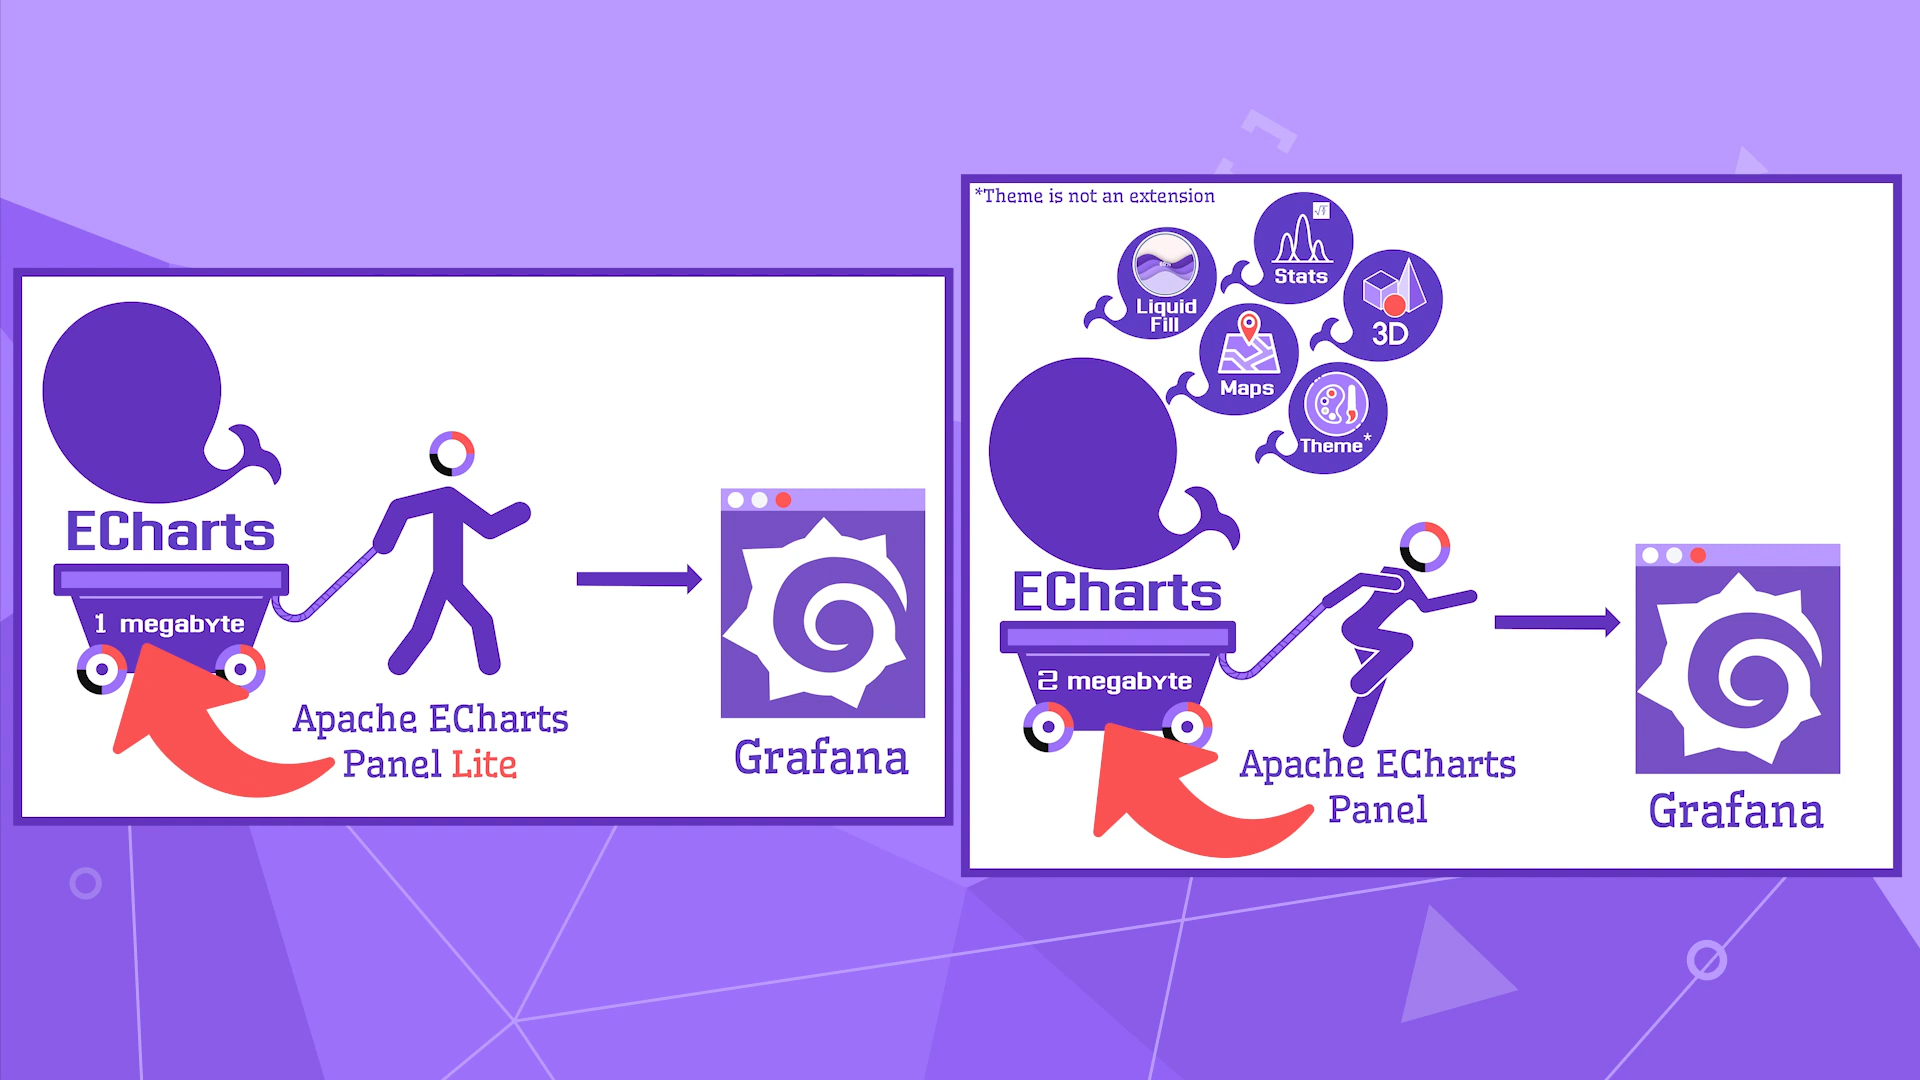 ECharts
1 megabyte
Apache ECharts
Panel Lite
Grafana
*Theme is not an extension
Stats
Liquid
Fill
3D
Maps
Theme*
ECharts
2 megabyte
Apache ECharts
Panel
Grafana